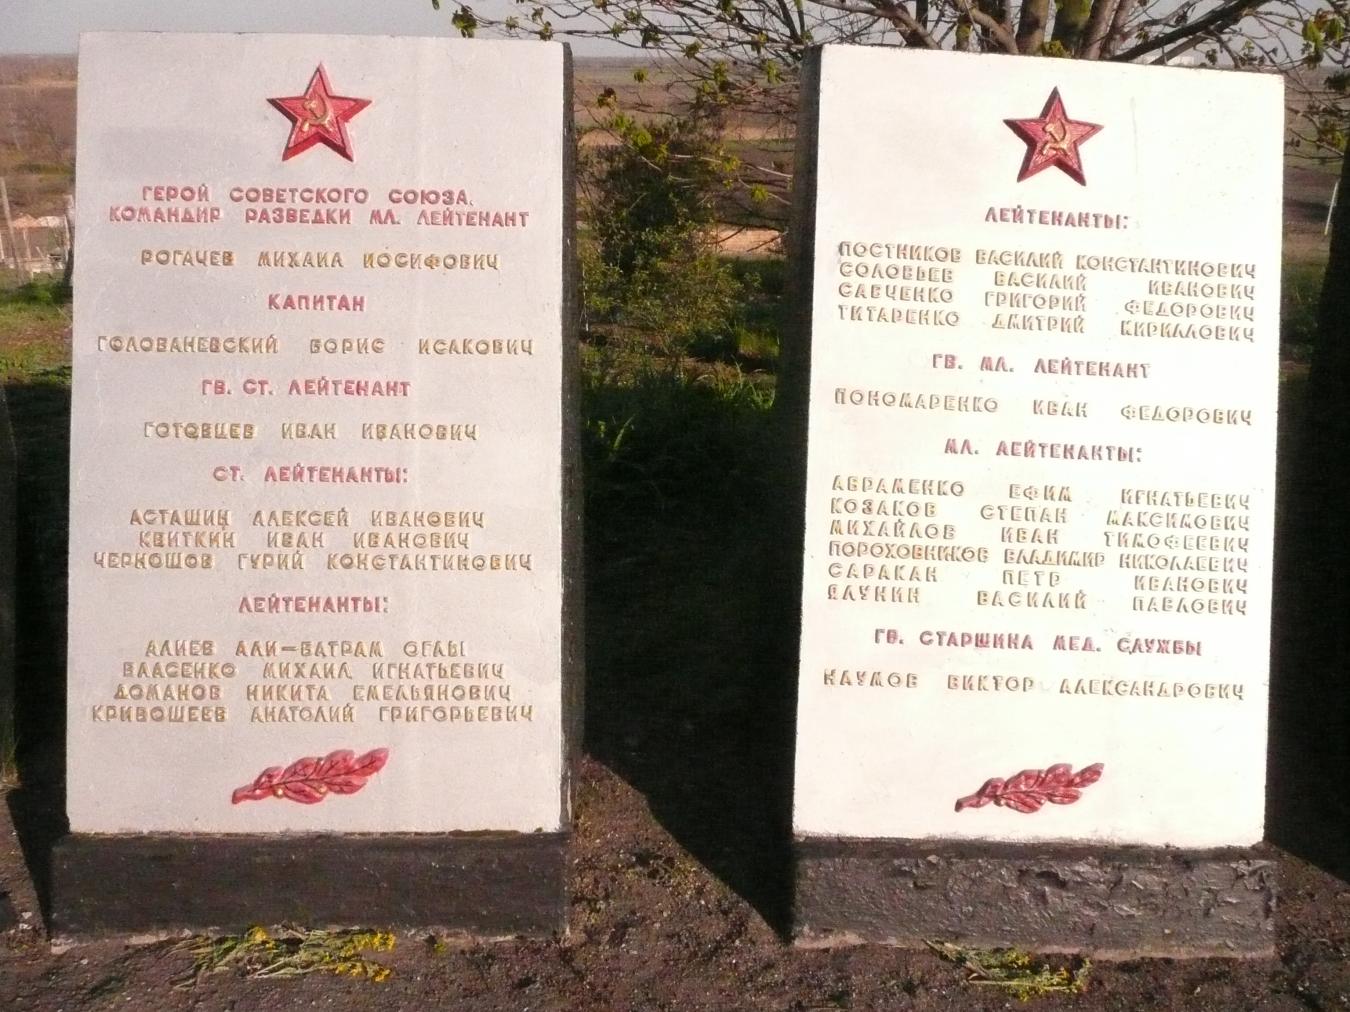 ГЕРОЙ СОВЕТСКОГО СОЮЗА,
КОМАНДИР РАЗВЕДКИ МЛ. ЛЕЙТЕНАНТ
РОГАЧЕВ МИХАИЛ ИОСИФОВИЧ
КАПИТАН
ГОЛОВАНЕВСКИЙ БОРИС ИСАКОВИЧ
ГВ. СТ. ЛЕЙТЕНАНТ
ГОТОВЦЕВ ИВАН ИВАНОВИЧ
СТ. ЛЕЙТЕНАНТЫ:
АСТАШИН АЛЕКСЕЙ ИВАНОВИЧ
КВИТКИН ИВАН ИВАНОВИЧ
ЧЕРНОШОВ ГУРИЙ КОНСТАНТИНОВИЧ
ЛЕЙТЕНАНТЫ:
АЛИЕВ АЛИ-БАТРАМ ОГЛЫ
ВЛАСЕНКО МИХАИЛ ИГНАТЬЕВИЧ
ДОМАНОВ НИКИТА ЕМЕЛЬЯНОВИЧ
КРИВОШЕЕВ АНАТОЛИЙ ГРИГОРЬЕВИЧ
ЛЕЙТЕНАНТЫ:
ПОСТНИКОВ ВАСИЛИЙ КОНСТАНТИНОВИЧ
СОЛОВЬЕВ ВАСИЛИЙ ИВАНОВИЧ
САВЧЕНКО ГРИГОРИЙ ФЕДОРОВИЧ
ТИТАРЕНКО ДМИТРИЙ КИРИЛЛОВИЧ
ГВ. МЛ. ЛЕЙТЕНАНТ
ПОНОМАРЕНКО ИВАН ФЕДОРОВИЧ
МЛ. ЛЕЙТЕНАНТЫ:
АВРАМЕНКО ЕФИМ ИГНАТЬЕВИЧ
КОЗАКОВ СТЕПАН МАКСИМОВИЧ
МИХАЙЛОВ ИВАН ТИМОФЕЕВИЧ
ПОРОХОВНИКОВ ВЛАДИМИР НИКОЛАЕВИЧ
САРАКАН ПЕТР ИВАНОВИЧ
ЯЛУНИН ВАСИЛИЙ ПАВЛОВИЧ
ГВ. СТАРШИНА МЕД. СЛУЖБЫ
НАУМОВ ВИКТОР АЛЕКСАНДРОВИЧ